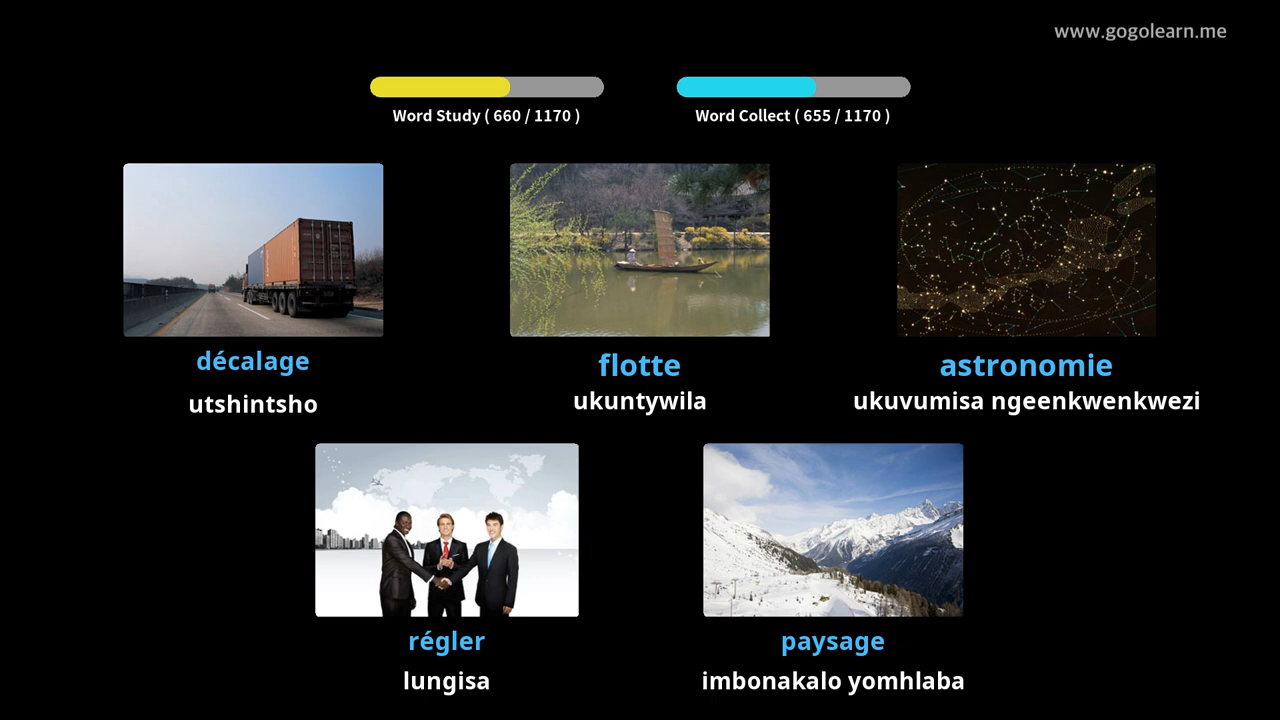 www.gogolearn.me
Word Study ( 660 / 1170 )
Word Collect ( 655 / 1170 )
décalage
utshintsho
flotte
ukuntywila
astronomie
ukuvumisa ngeenkwenkwezi
régler
lungisa
paysage
imbonakalo yomhlaba